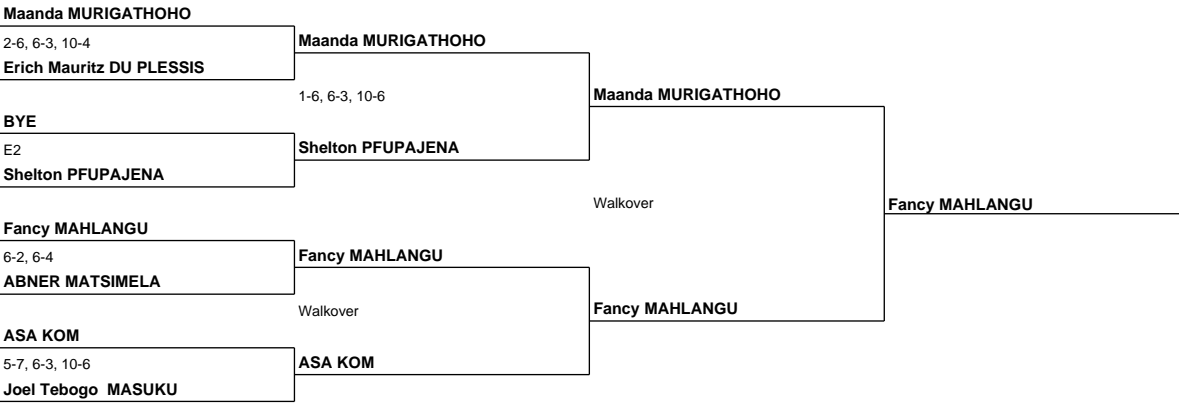 Maanda MURIGATHOHO
2-6, 6-3, 10-4
Maanda MURIGATHOHO
Erich Mauritz DU PLESSIS
1-6, 6-3, 10-6
Maanda MURIGATHOHO
BYE
E2
Shelton PFUPAJENA
Shelton PFUPAJENA
Walkover
Fancy MAHLANGU
Fancy MAHLANGU
6-2, 6-4
Fancy MAHLANGU
ABNER MATSIMELA
Walkover
Fancy MAHLANGU
ASA KOM
5-7, 6-3, 10-6
ASA KOM
Joel Tebogo  MASUKU